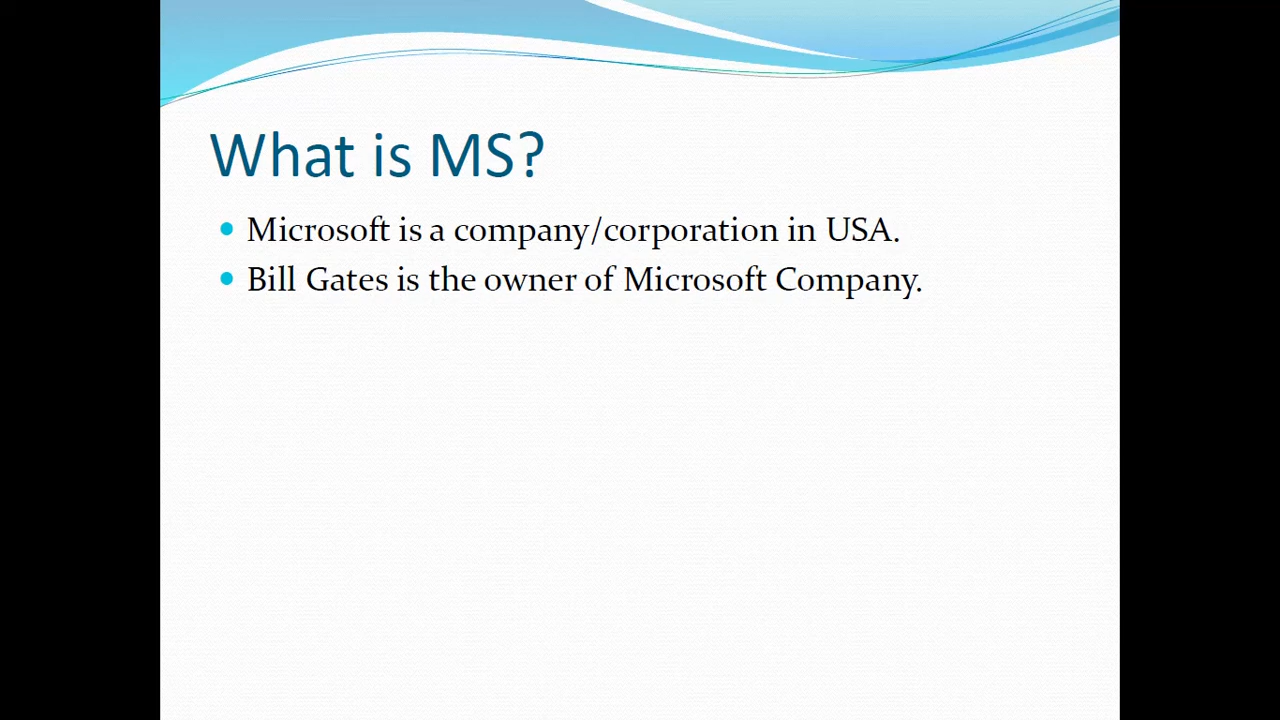 What is MS?
Microsoft is a company/corporation in USA.
Bill Gates is the owner of Microsoft Company.